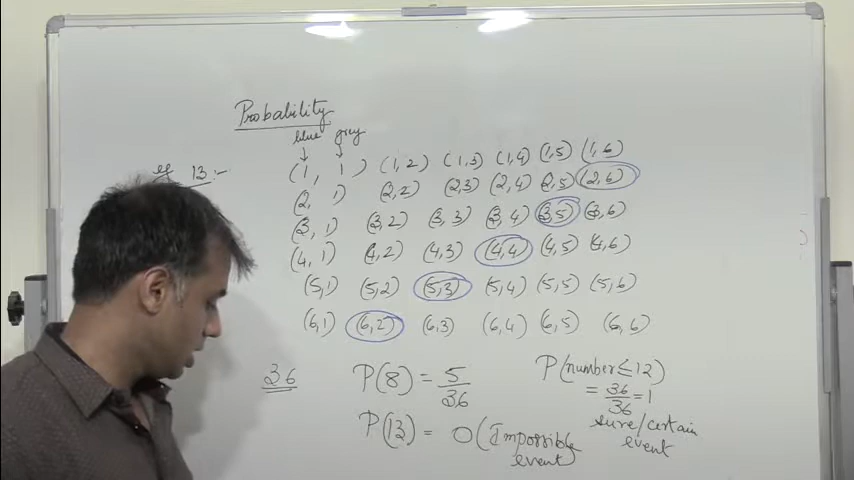 Probability
blue grey
eg 13:-
(1, 1) (1,2) (1,3) (1,4) (1,5) (1,6)
(2, 1) (2,2) (2,3) (2,4) (2,5) (2,6)
(3, 1) (3,2) (3,3) (3,4) (3,5) (3,6)
(4, 1) (4,2) (4,3) (4,4) (4,5) (4,6)
(5,1) (5,2) (5,3) (5,4) (5,5) (5,6)
(6,1) (6,2) (6,3) (6,4) (6,5) (6,6)
36
P(8) = 5/36
P(13) = 0 (Impossible
event)
P(number ≤ 12)
= 36/36 = 1
sure/certain
event